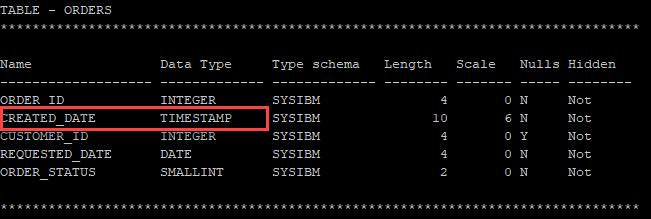 TABLE - ORDERS
********************************************************************************
Name                Data Type     Type schema   Length   Scale   Nulls Hidden
------------------- ------------- ------------- -------- ------- ----- --------
ORDER_ID            INTEGER       SYSIBM               4       0 N     Not
CREATED_DATE        TIMESTAMP     SYSIBM              10       6 N     Not
CUSTOMER_ID         INTEGER       SYSIBM               4       0 Y     Not
REQUESTED_DATE      DATE          SYSIBM               4       0 N     Not
ORDER_STATUS        SMALLINT      SYSIBM               2       0 N     Not
********************************************************************************